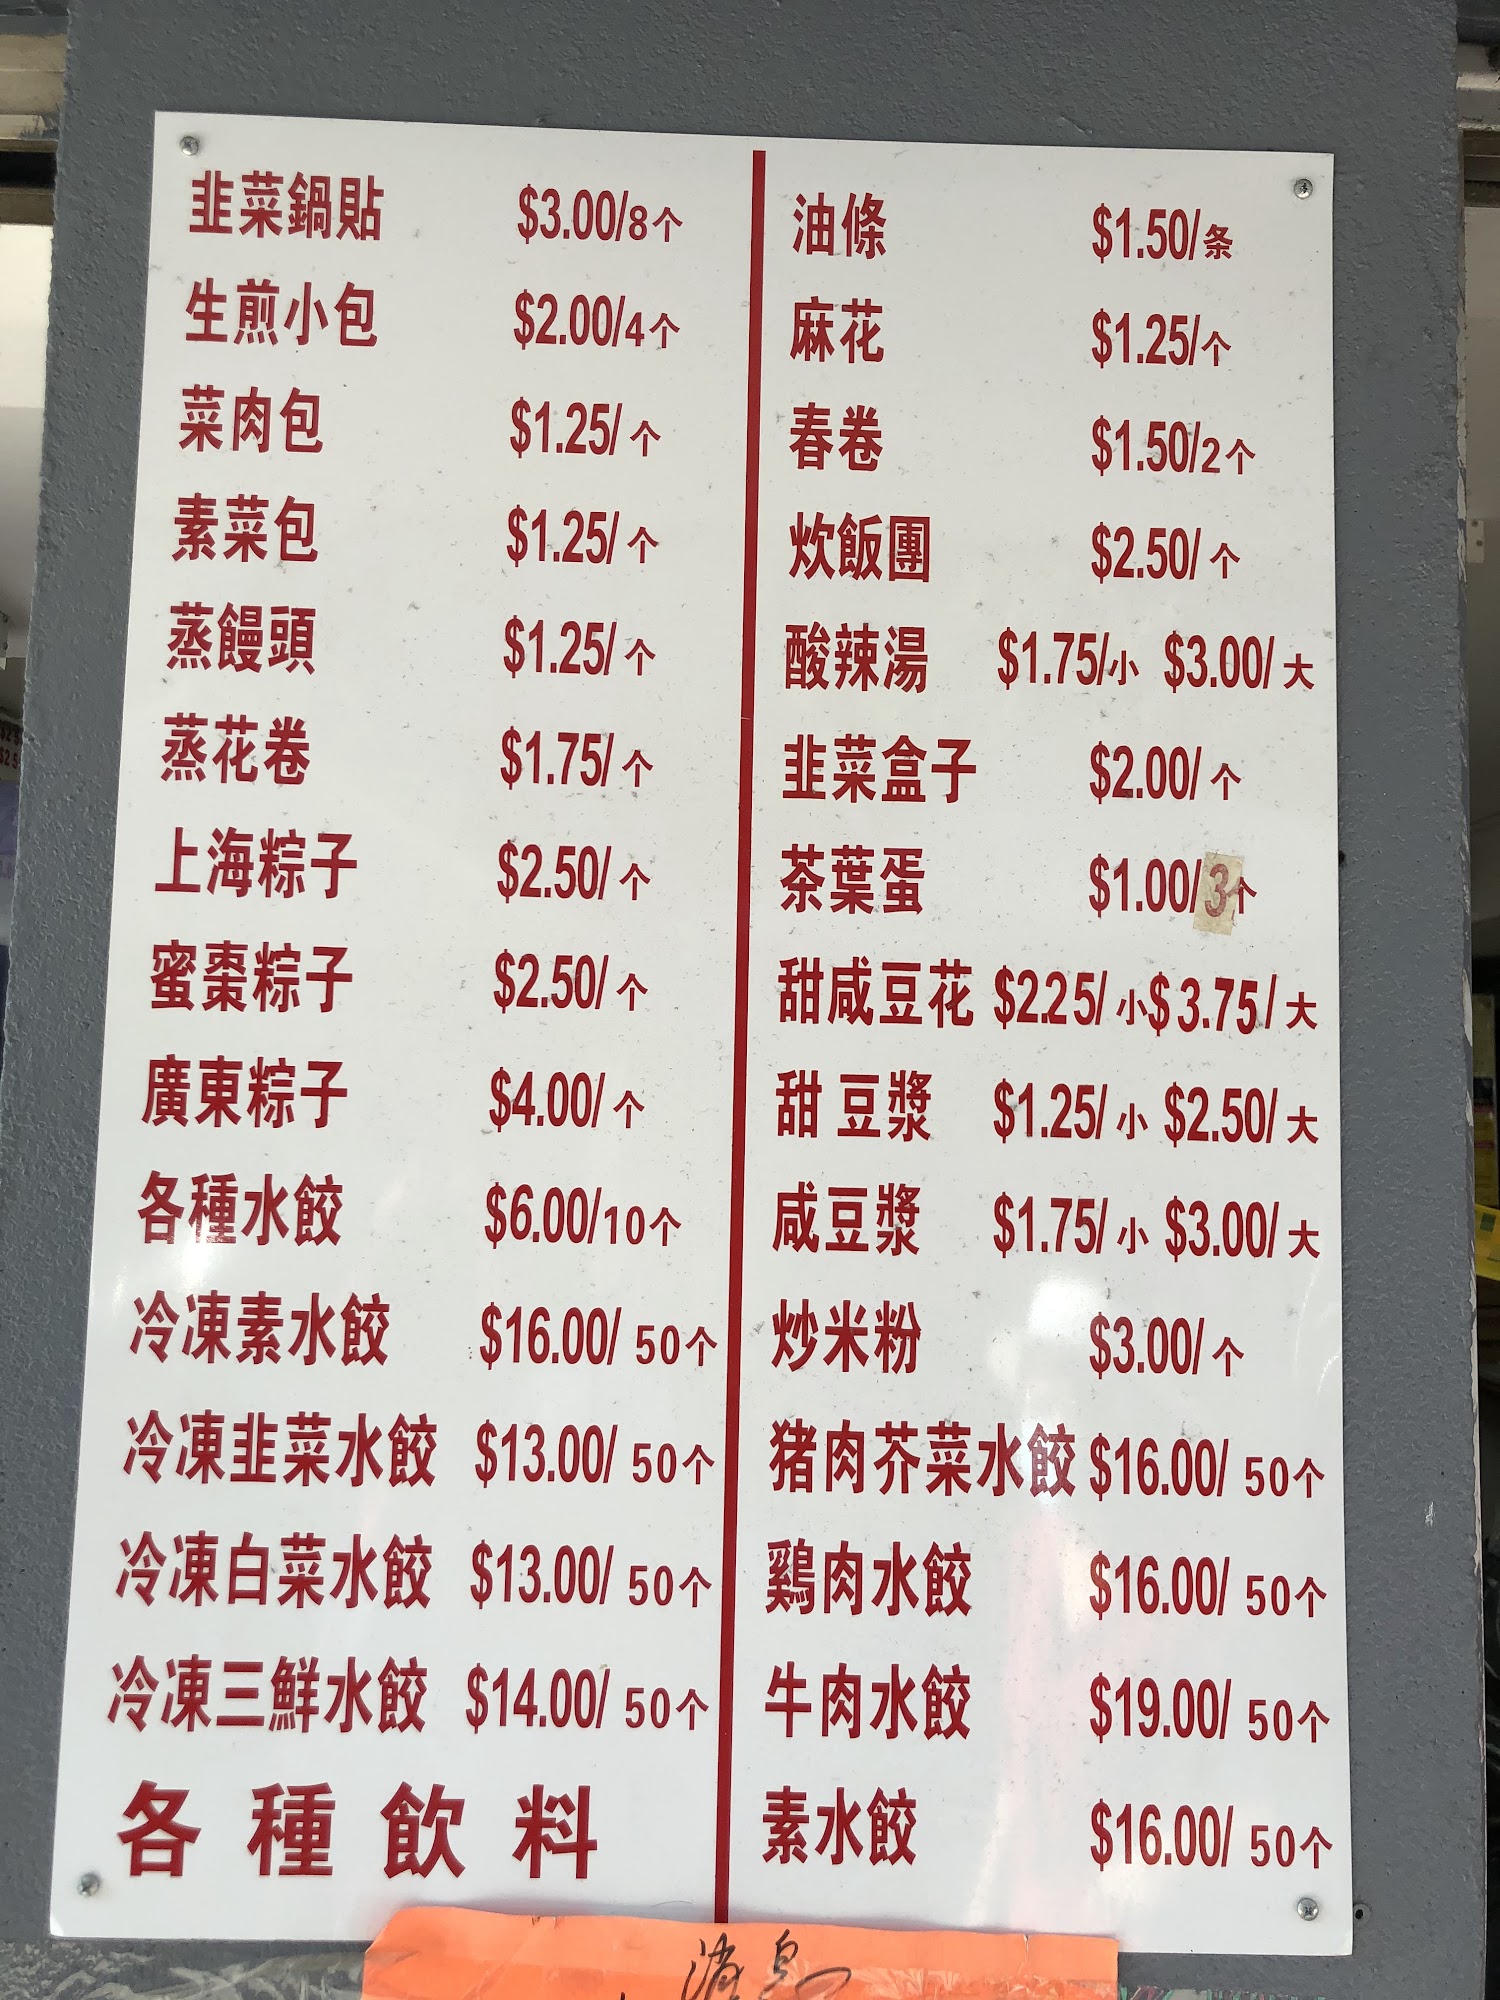 韭菜鍋貼 $3.00/8个
生煎小包 $2.00/4个
菜肉包 $1.25/个
素菜包 $1.25/个
蒸饅頭 $1.25/个
蒸花卷 $1.75/个
上海粽子 $2.50/个
蜜棗粽子 $2.50/个
廣東粽子 $4.00/个
各種水餃 $6.00/10个
冷凍素水餃 $16.00/50个
冷凍韭菜水餃 $13.00/50个
冷凍白菜水餃 $13.00/50个
冷凍三鮮水餃 $14.00/50个
各種飲料
油條 $1.50/条
麻花 $1.25/个
春卷 $1.50/2个
炊飯團 $2.50/个
酸辣湯 $1.75/小 $3.00/大
韭菜盒子 $2.00/个
茶葉蛋 $1.00/3个
甜咸豆花 $2.25/小 $3.75/大
甜豆漿 $1.25/小 $2.50/大
咸豆漿 $1.75/小 $3.00/大
炒米粉 $3.00/个
猪肉芥菜水餃 $16.00/50个
鷄肉水餃 $16.00/50个
牛肉水餃 $19.00/50个
素水餃 $16.00/50个